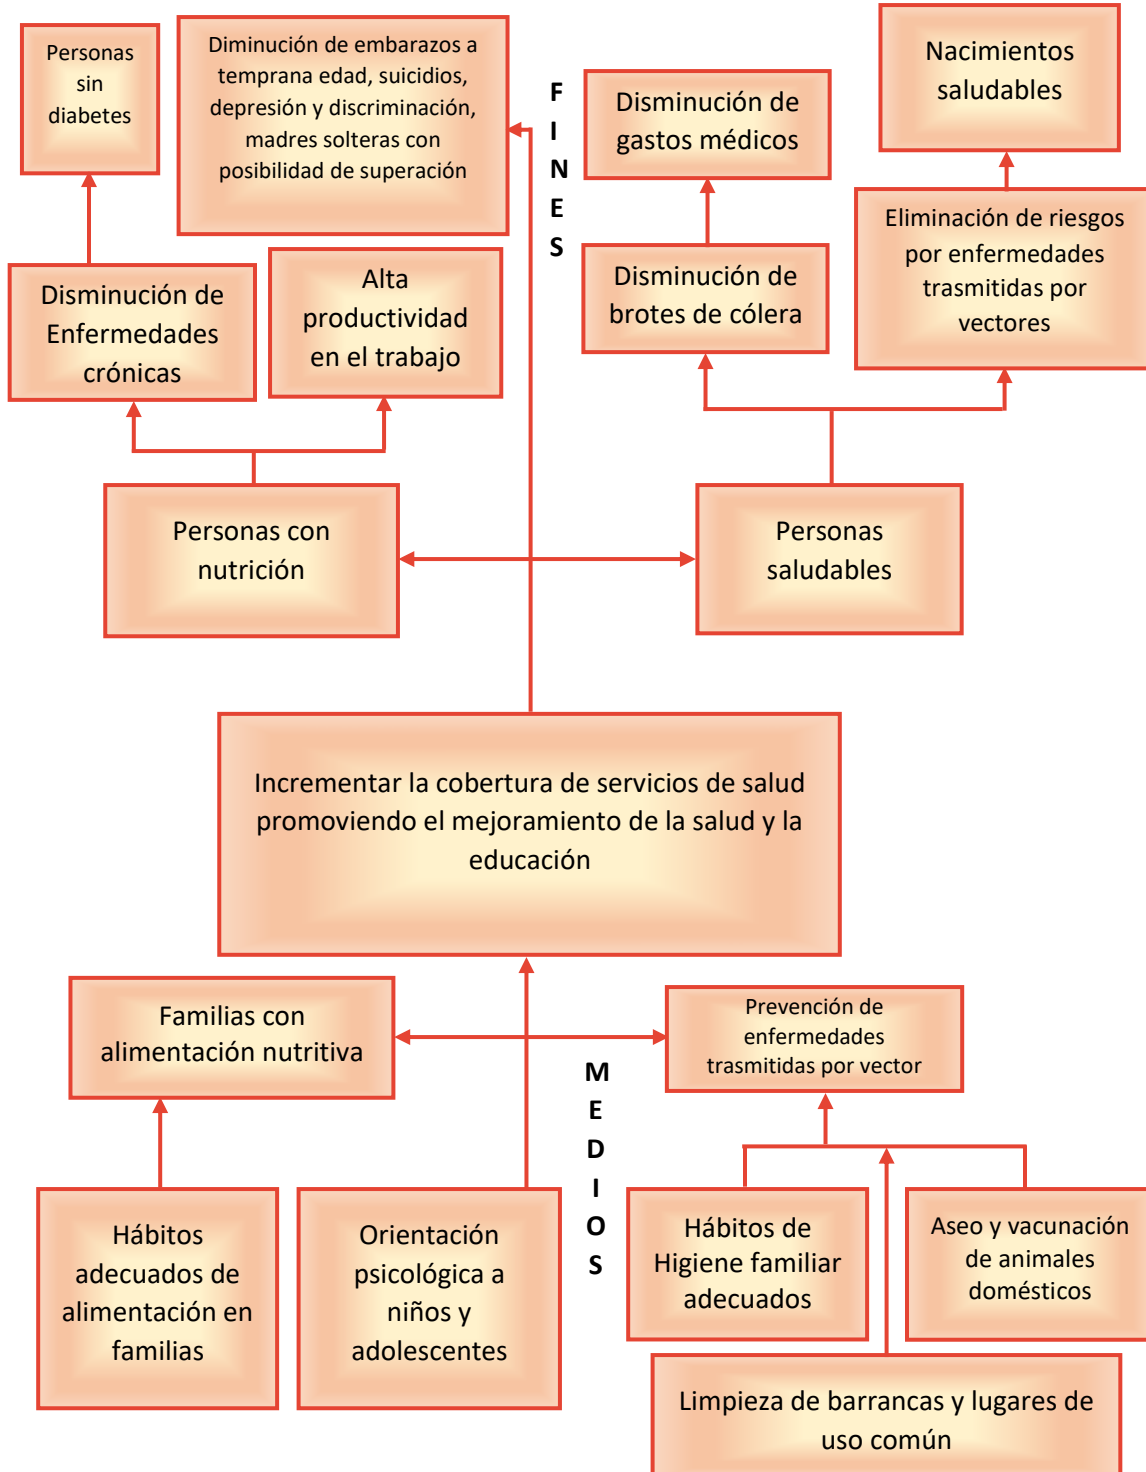 Personas
sin
diabetes
Diminución de embarazos a
temprana edad, suicidios,
depresión y discriminación,
madres solteras con
posibilidad de superación
F
I
N
E
S
Disminución de
gastos médicos
Nacimientos
saludables
Disminución de
Enfermedades
crónicas
Alta
productividad
en el trabajo
Disminución de
brotes de cólera
Eliminación de riesgos
por enfermedades
trasmitidas por
vectores
Personas con
nutrición
Personas
saludables
Incrementar la cobertura de servicios de salud
promoviendo el mejoramiento de la salud y la
educación
Familias con
alimentación nutritiva
Prevención de
enfermedades
trasmitidas por vector
M
E
D
I
O
S
Hábitos
adecuados de
alimentación en
familias
Orientación
psicológica a
niños y
adolescentes
Hábitos de
Higiene familiar
adecuados
Aseo y vacunación
de animales
domésticos
Limpieza de barrancas y lugares de
uso común